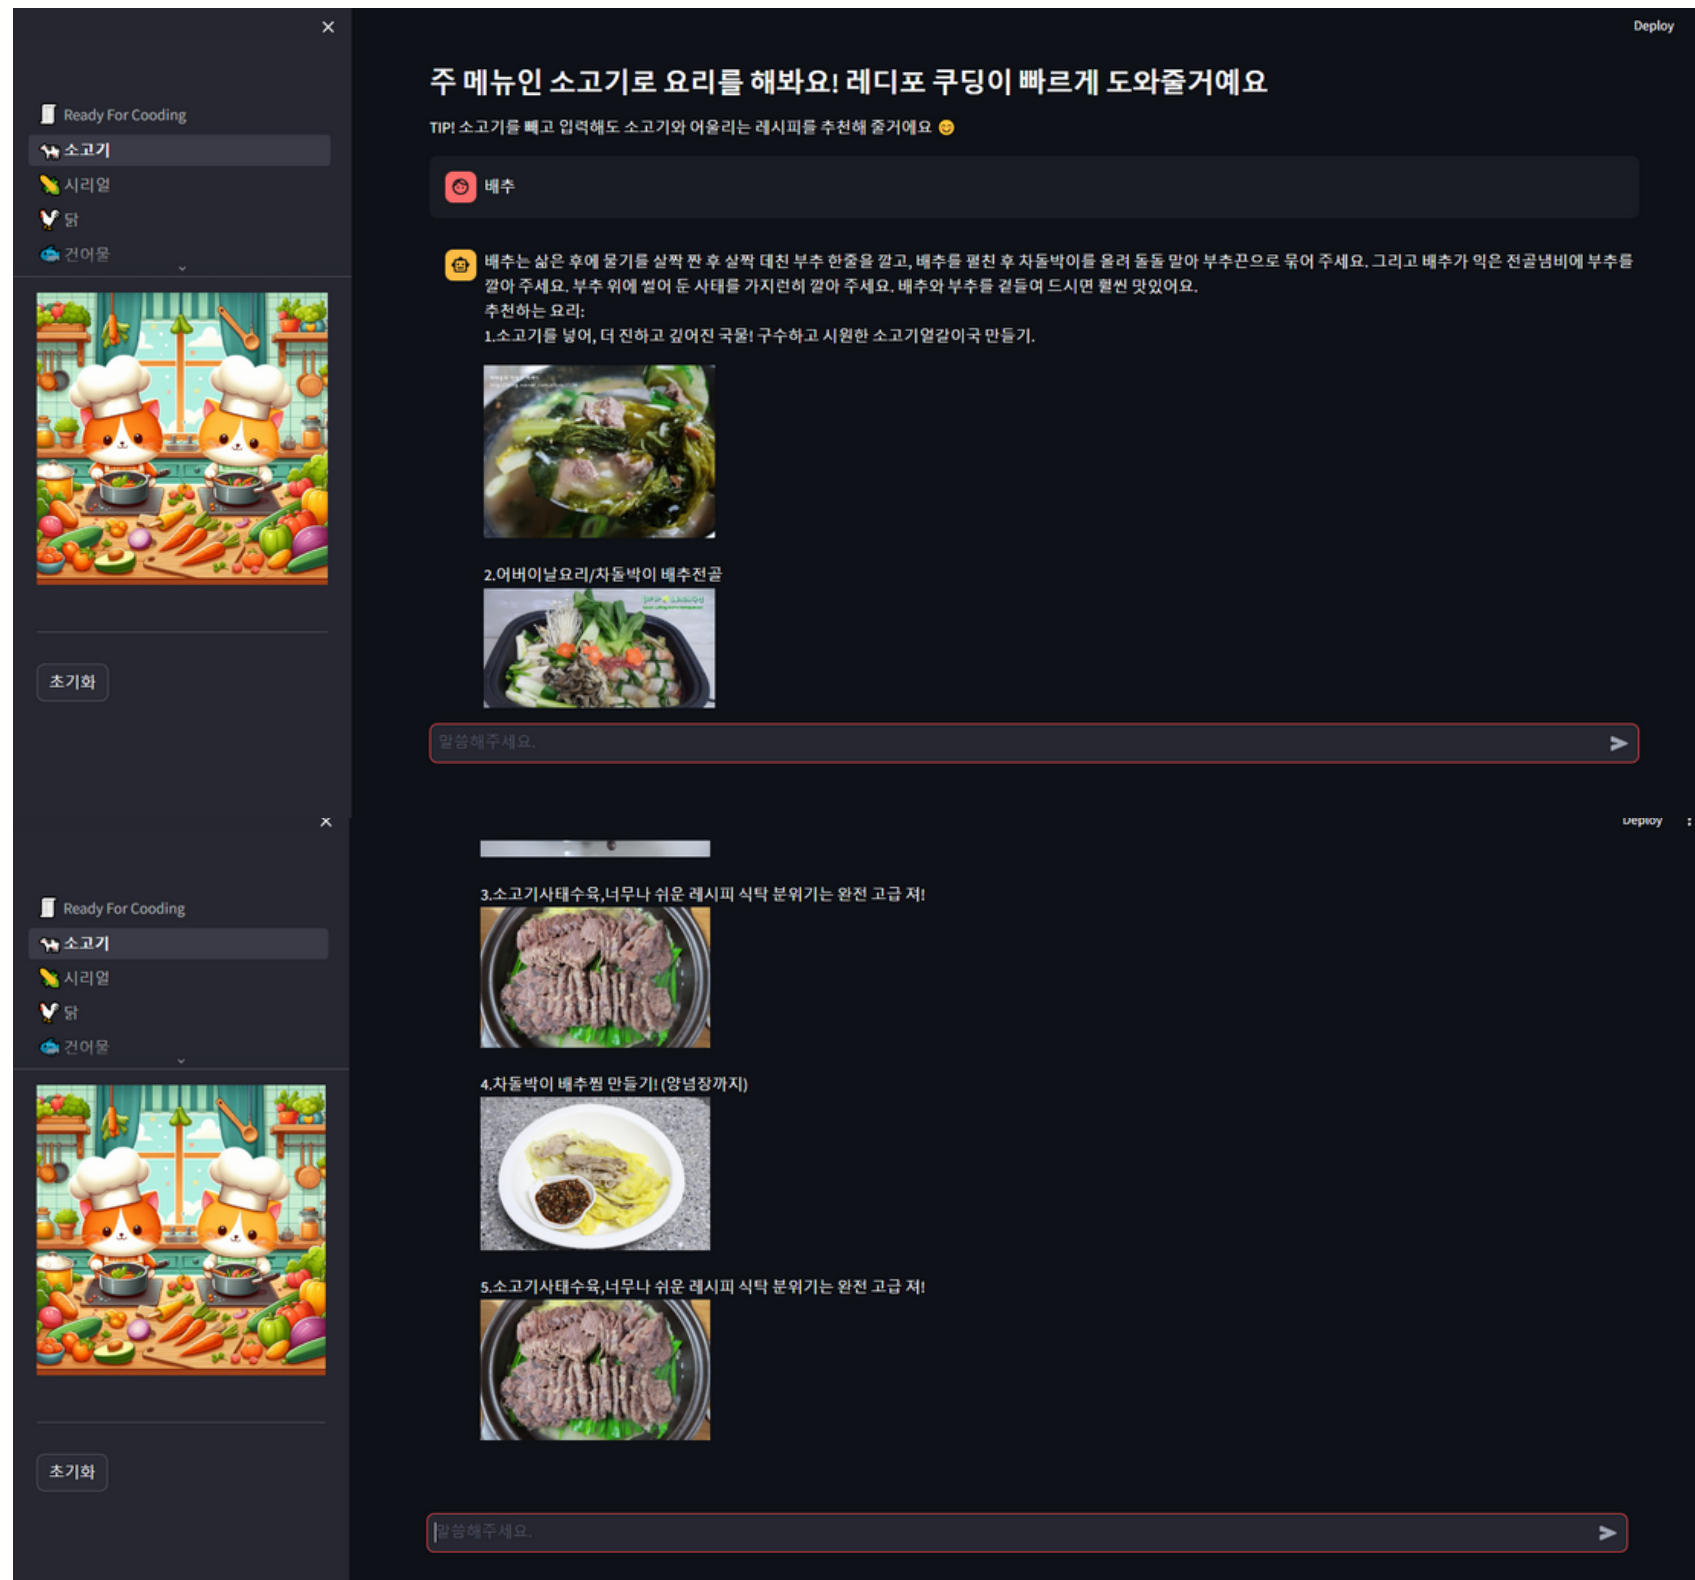 Deploy
Ready For Cooding
소고기
시리얼
닭
건어물
초기화
주 메뉴인 소고기로 요리를 해봐요! 레디포 쿠딩이 빠르게 도와줄거예요
TIP! 소고기를 빼고 입력해도 소고기와 어울리는 레시피를 추천해 줄거에요 😊
배추
배추는 삶은 후에 물기를 살짝 짠 후 살짝 데친 부추 한줄을 깔고, 배추를 펼친 후 차돌박이를 올려 돌돌 말아 부추끈으로 묶어 주세요. 그리고 배추가 익은 전골냄비에 부추를
깔아 주세요. 부추 위에 썰어 둔 사태를 가지런히 깔아 주세요. 배추와 부추를 곁들여 드시면 훨씬 맛있어요.
추천하는 요리:
1.소고기를 넣어, 더 진하고 깊어진 국물! 구수하고 시원한 소고기얼갈이국 만들기.
2.어버이날요리/차돌박이 배추전골
말씀해주세요.
Deploy
Ready For Cooding
소고기
시리얼
닭
건어물
초기화
3.소고기사태수육,너무나 쉬운 레시피 식탁 분위기는 완전 고급 져!
4.차돌박이 배추찜 만들기! (양념장까지)
5.소고기사태수육,너무나 쉬운 레시피 식탁 분위기는 완전 고급 져!
말씀해주세요.